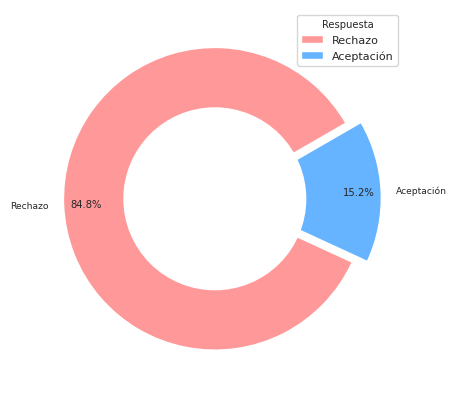 Respuesta
Rechazo
Aceptación
Rechazo
84.8%
15.2%
Aceptación